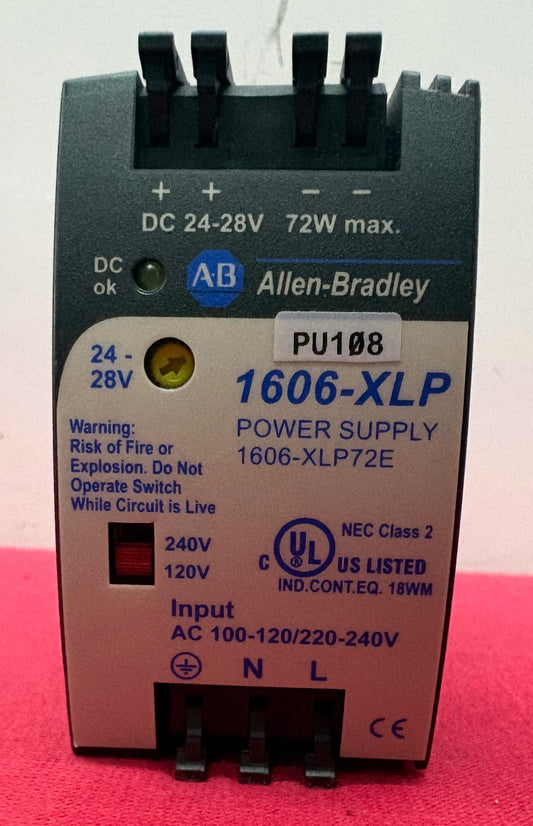 + + − −
DC 24-28V 72W max.
DC
ok
A·B Allen-Bradley
PU108
24 -
28V
1606-XLP
POWER SUPPLY
1606-XLP72E
Warning:
Risk of Fire or
Explosion. Do Not
Operate Switch
While Circuit is Live
240V
120V
NEC Class 2
C UL ® US LISTED
IND.CONT.EQ. 18WM
Input
AC 100-120/220-240V
N L
CE